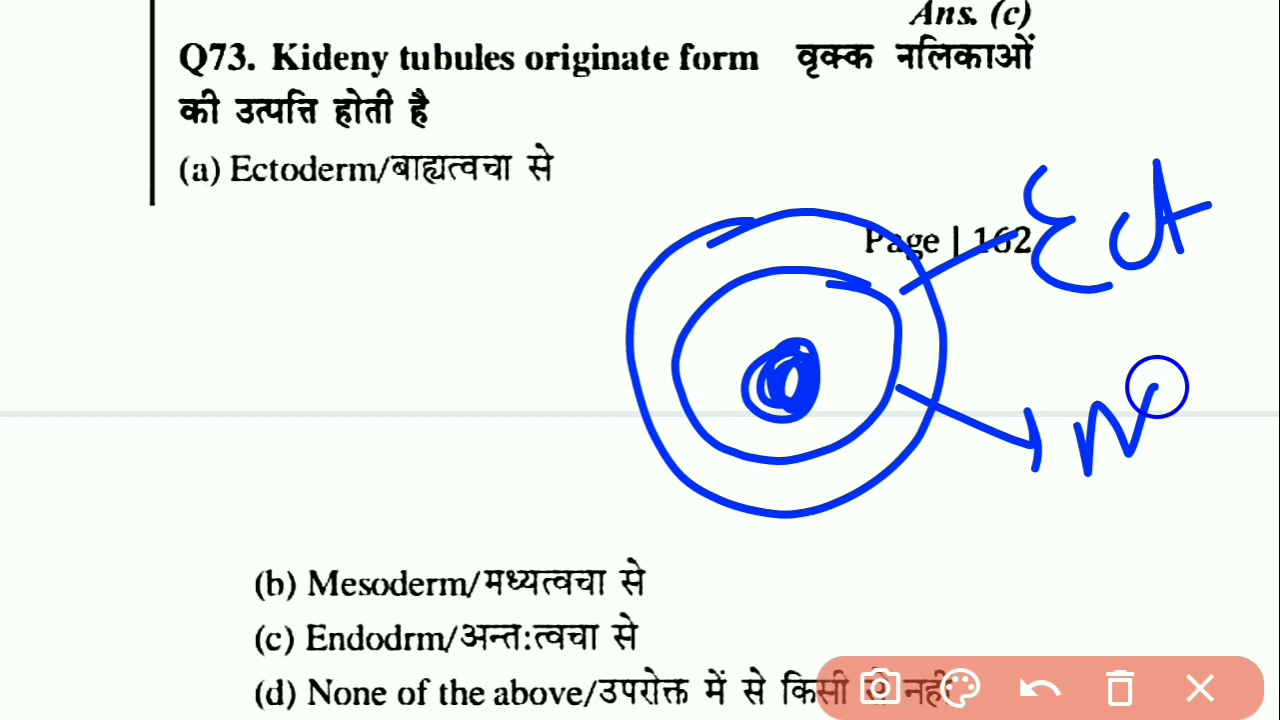 Ans. (c)
Q73. Kideny tubules originate form वृक्क नलिकाओं
की उत्पत्ति होती है
(a) Ectoderm/बाह्यत्वचा से
Page | 162
Ect
(b) Mesoderm/मध्यत्वचा से
(c) Endodrm/अन्त:त्वचा से
(d) None of the above/उपरोक्त में से किसी से नहीं